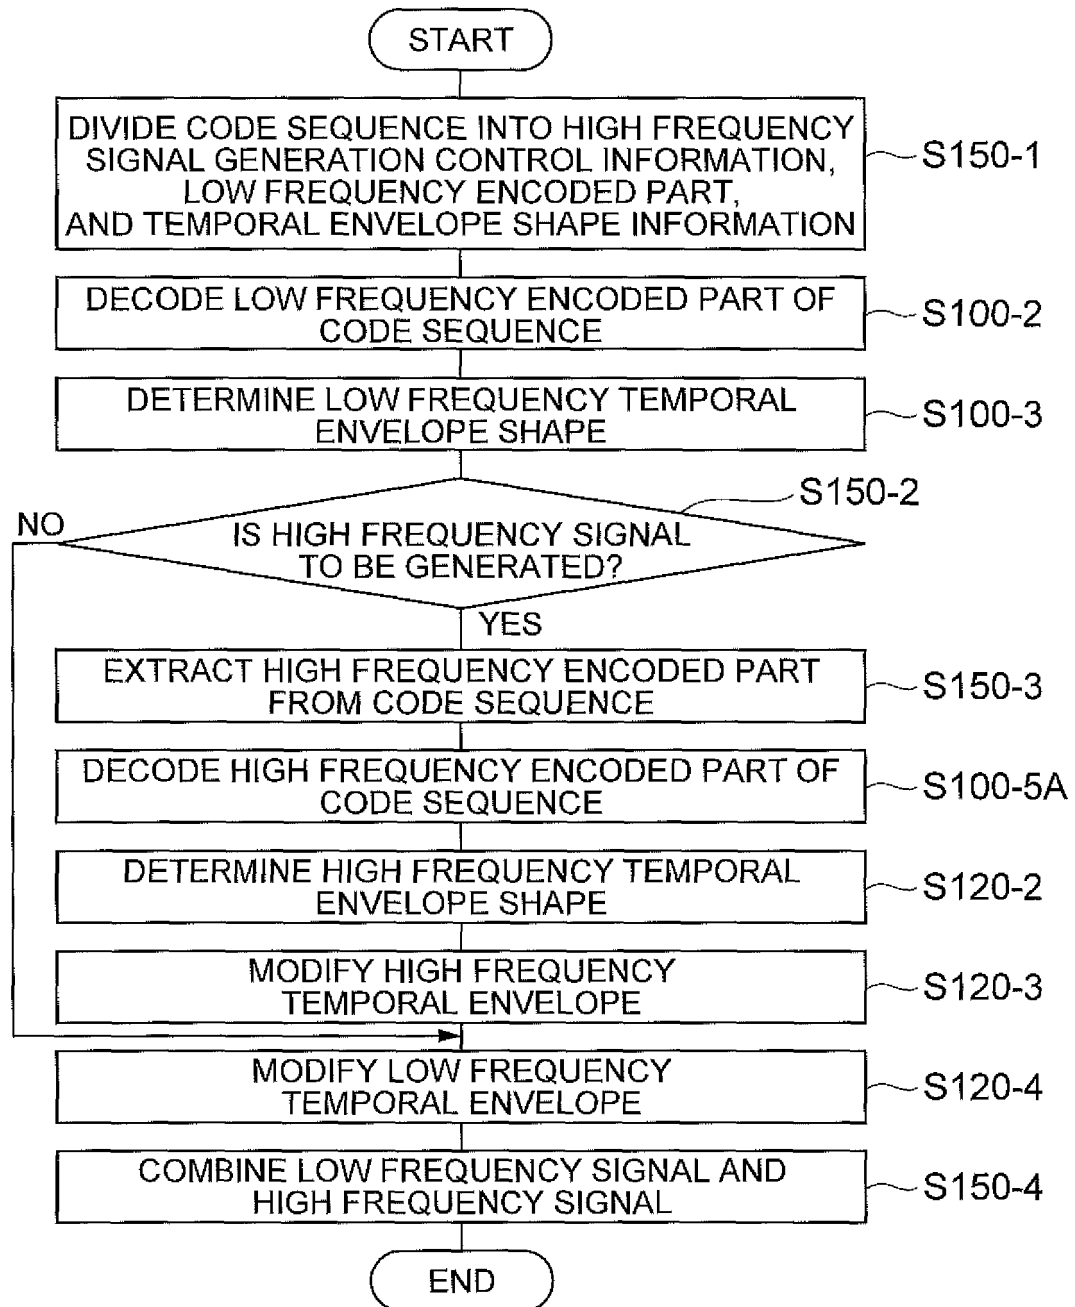 START
DIVIDE CODE SEQUENCE INTO HIGH FREQUENCY
SIGNAL GENERATION CONTROL INFORMATION,
LOW FREQUENCY ENCODED PART,
AND TEMPORAL ENVELOPE SHAPE INFORMATION
S150-1
DECODE LOW FREQUENCY ENCODED PART OF
CODE SEQUENCE
S100-2
DETERMINE LOW FREQUENCY TEMPORAL
ENVELOPE SHAPE
S100-3
S150-2
NO
IS HIGH FREQUENCY SIGNAL
TO BE GENERATED?
YES
EXTRACT HIGH FREQUENCY ENCODED PART
FROM CODE SEQUENCE
S150-3
DECODE HIGH FREQUENCY ENCODED PART OF
CODE SEQUENCE
S100-5A
DETERMINE HIGH FREQUENCY TEMPORAL
ENVELOPE SHAPE
S120-2
MODIFY HIGH FREQUENCY
TEMPORAL ENVELOPE
S120-3
MODIFY LOW FREQUENCY
TEMPORAL ENVELOPE
S120-4
COMBINE LOW FREQUENCY SIGNAL AND
HIGH FREQUENCY SIGNAL
S150-4
END